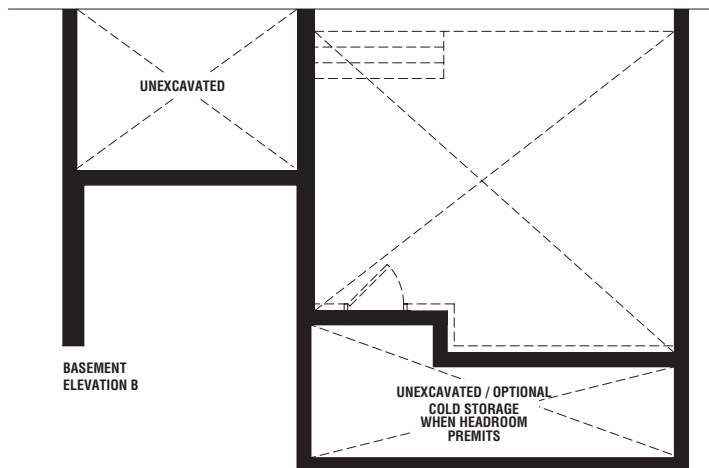 UNEXCAVATED
BASEMENT
ELEVATION B
UNEXCAVATED / OPTIONAL
COLD STORAGE
WHEN HEADROOM
PREMITS